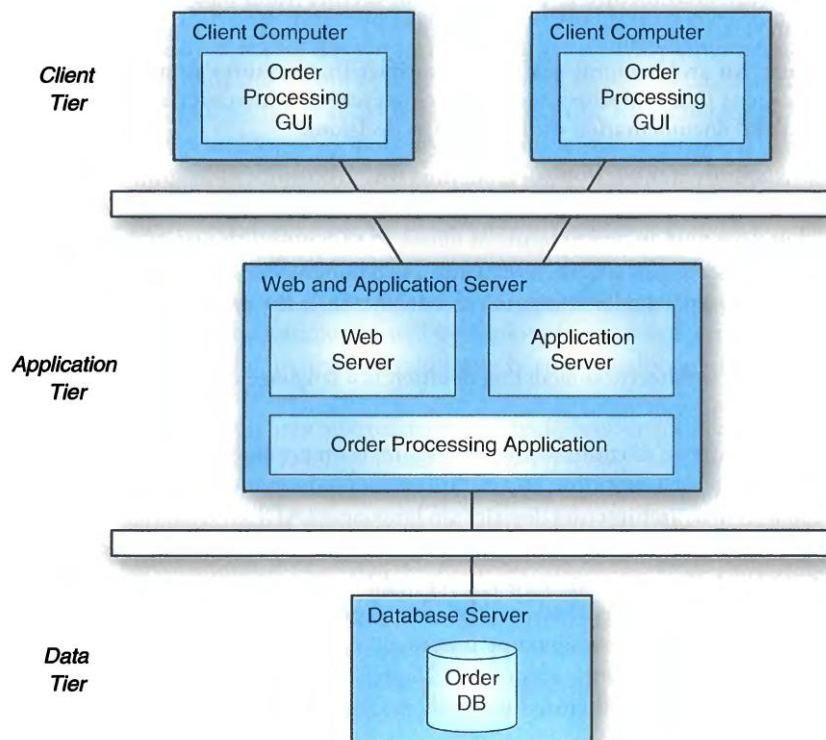 Client Computer
Order
Processing
GUI
Client Computer
Order
Processing
GUI
Client
Tier
Web and Application Server
Web
Server
Application
Server
Order Processing Application
Application
Tier
Database Server
Order
DB
Data
Tier